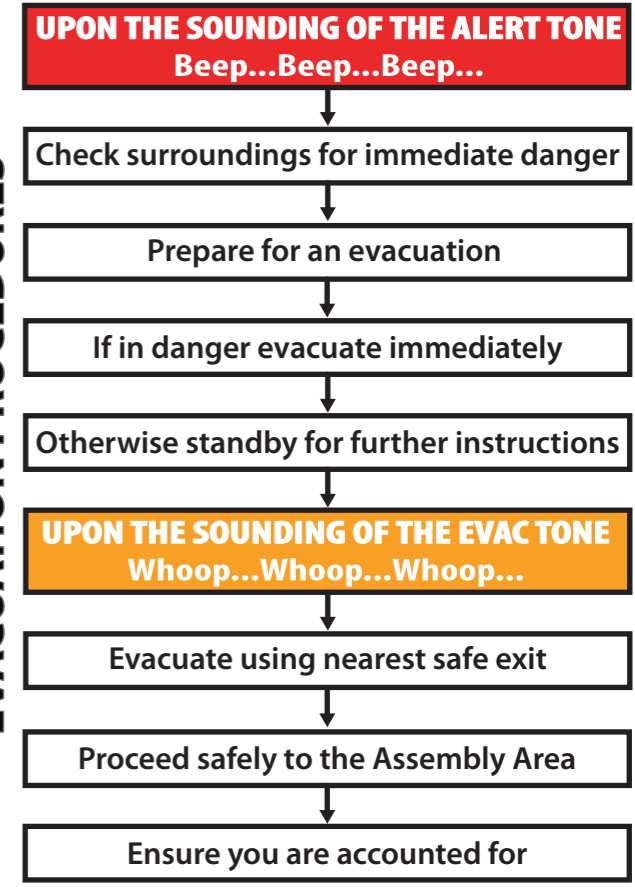 UPON THE SOUNDING OF THE ALERT TONE
Beep...Beep...Beep...
Check surroundings for immediate danger
Prepare for an evacuation
If in danger evacuate immediately
Otherwise standby for further instructions
UPON THE SOUNDING OF THE EVAC TONE
Whoop...Whoop...Whoop...
Evacuate using nearest safe exit
Proceed safely to the Assembly Area
Ensure you are accounted for